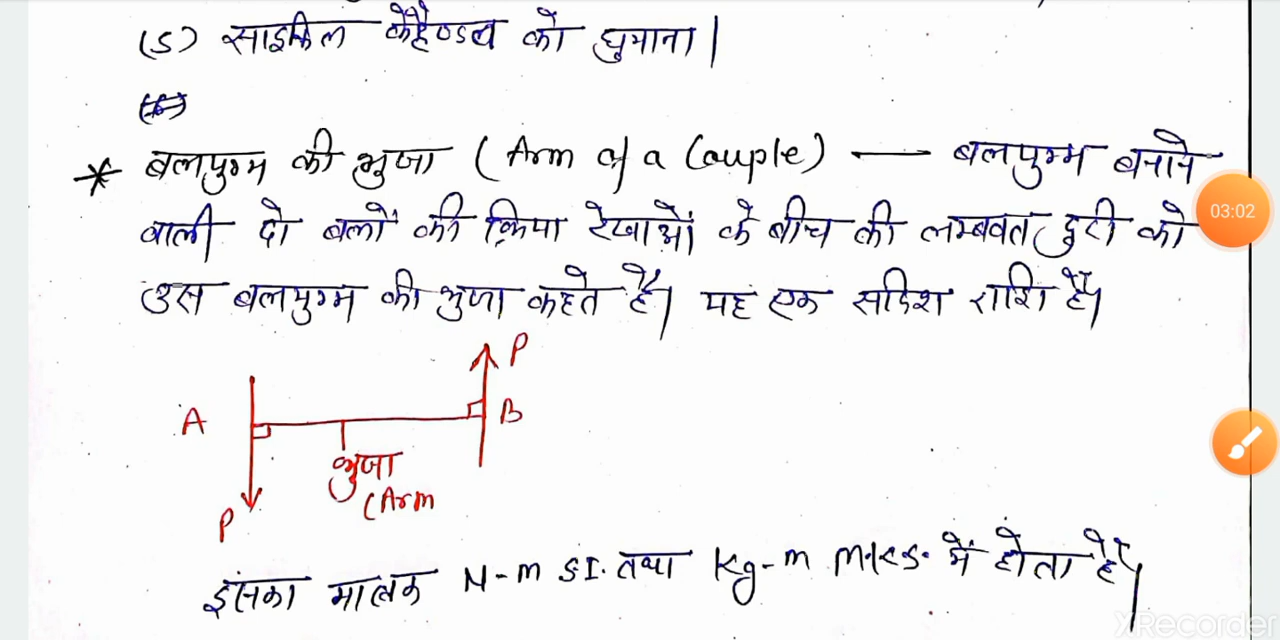 (5) साइकिल के हैण्डल को घुमाना।
(6)
* बलयुग्म की भुजा (Arm of a Couple) — बलयुग्म बनाने
वाली दो बलों की क्रिया रेखाओं के बीच की लम्बवत दुरी को
उस बलयुग्म की भुजा कहते हैं। यह एक सदिश राशि हैं।
P
A B
भुजा
(Arm
P
इसका मात्रक N-m S.I. तथा Kg-m M.K.S. में होता हैं।
03:02
XRecorder